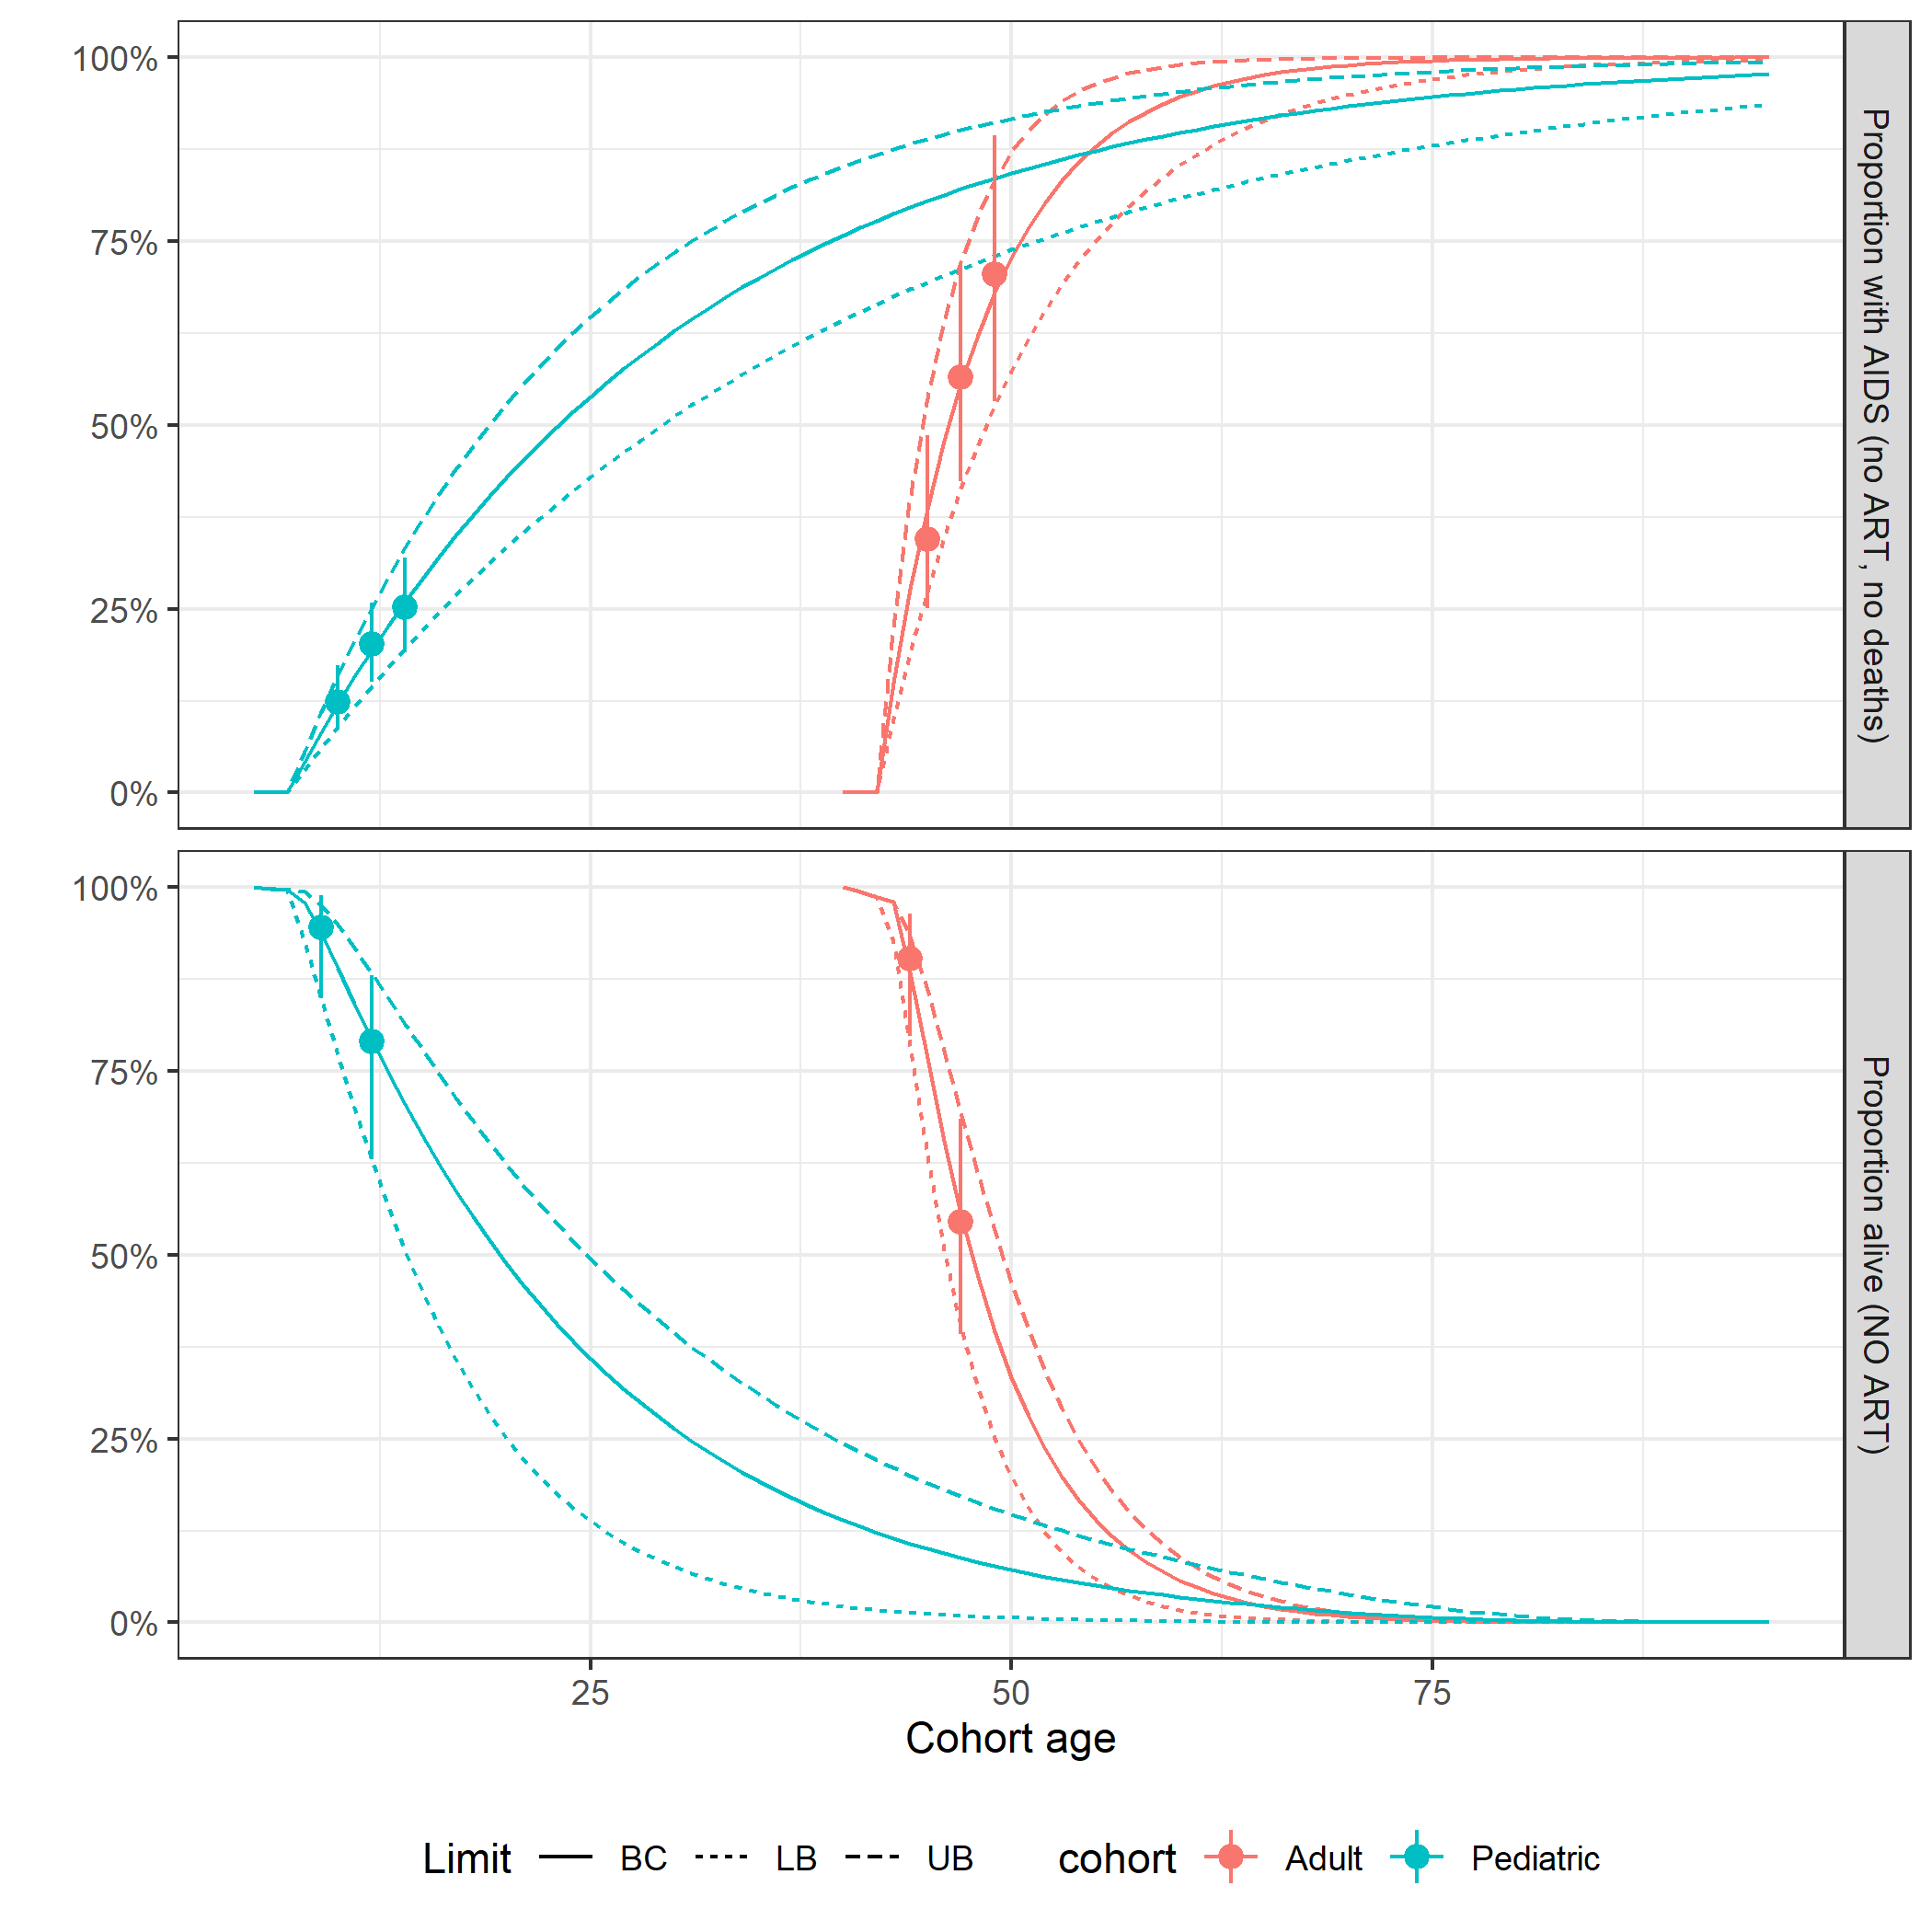 100%
75%
50%
25%
0%
Proportion with AIDS (no ART, no deaths)
100%
75%
50%
25%
0%
Proportion alive (NO ART)
25 50 75
Cohort age
Limit BC LB UB cohort Adult Pediatric